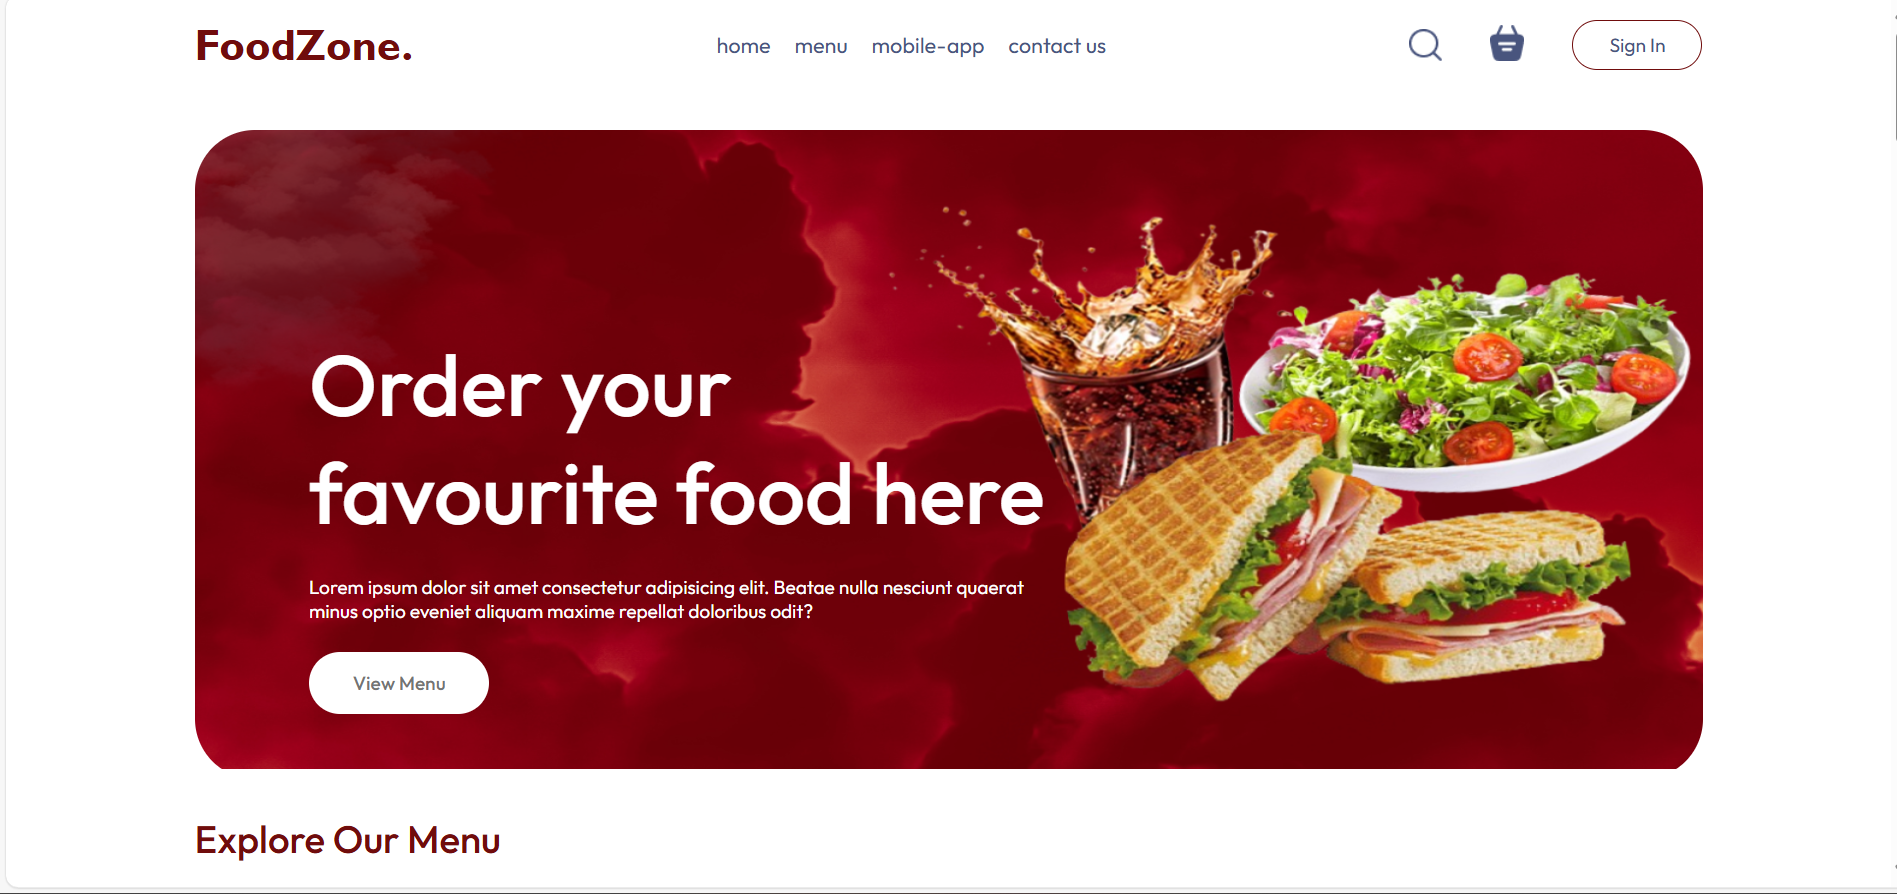 FoodZone.
home menu mobile-app contact us
Sign In
Order your
favourite food here
Lorem ipsum dolor sit amet consectetur adipisicing elit. Beatae nulla nesciunt quaerat
minus optio eveniet aliquam maxime repellat doloribus odit?
View Menu
Explore Our Menu